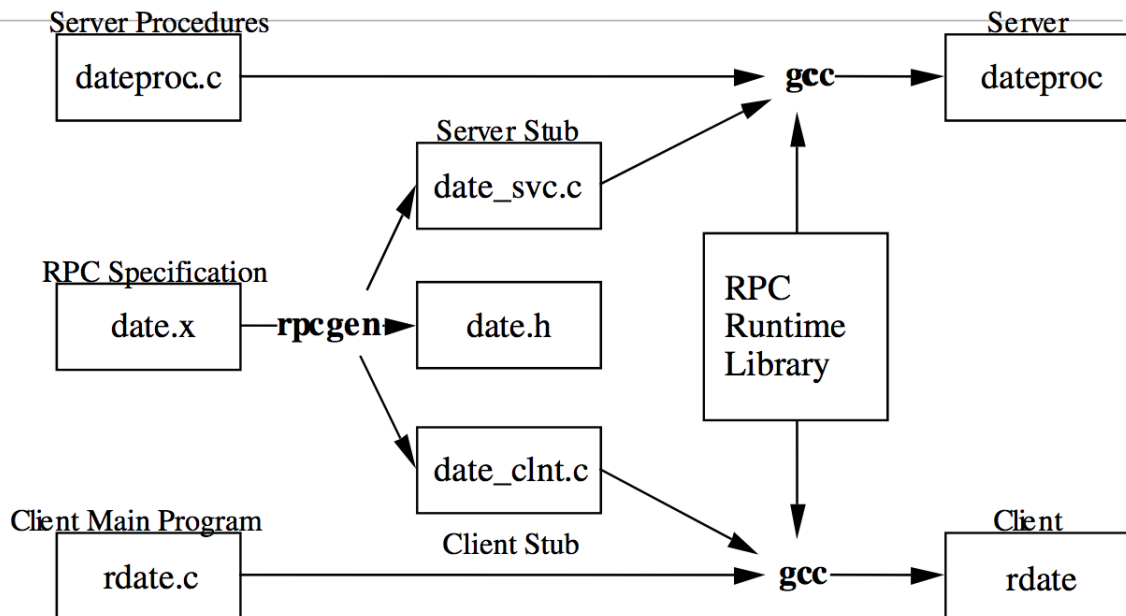 Server Procedures
Server
dateproc.c
gcc
dateproc
Server Stub
date_svc.c
RPC Specification
date.x
rpcgen
date.h
RPC
Runtime
Library
date_clnt.c
Client Main Program
Client Stub
Client
rdate.c
gcc
rdate